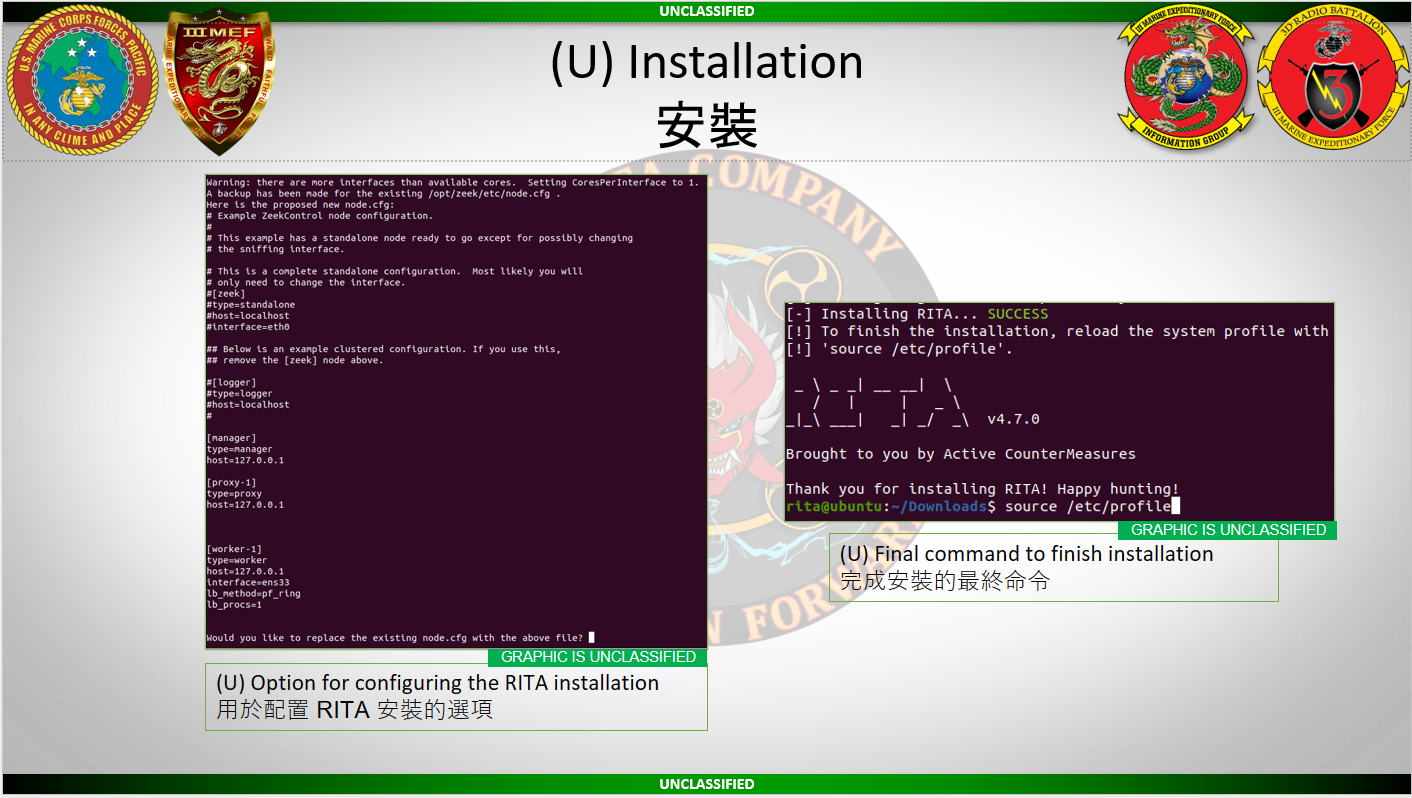 UNCLASSIFIED
U.S. MARINE CORPS FORCES PACIFIC
IN ANY CLIME AND PLACE
III MEF
III MARINE EXPEDITIONARY FORCE
INFORMATION GROUP
3D RADIO BATTALION
3
III MARINE EXPEDITIONARY FORCE
(U) Installation
安裝
COMPANY
FORWARD
Warning: there are more interfaces than available cores.  Setting CoresPerInterface to 1.
A backup has been made for the existing /opt/zeek/etc/node.cfg .
Here is the proposed new node.cfg:
# Example ZeekControl node configuration.
#
# This example has a standalone node ready to go except for possibly changing
# the sniffing interface.
# This is a complete standalone configuration.  Most likely you will
# only need to change the interface.
#[zeek]
#type=standalone
#host=localhost
#interface=eth0
## Below is an example clustered configuration. If you use this,
## remove the [zeek] node above.
#[logger]
#type=logger
#host=localhost
#
[manager]
type=manager
host=127.0.0.1
[proxy-1]
type=proxy
host=127.0.0.1
[worker-1]
type=worker
host=127.0.0.1
interface=ens33
lb_method=pf_ring
lb_procs=1
Would you like to replace the existing node.cfg with the above file?
GRAPHIC IS UNCLASSIFIED
(U) Option for configuring the RITA installation
用於配置 RITA 安裝的選項
[-] Installing RITA... SUCCESS
[!] To finish the installation, reload the system profile with
[!] 'source /etc/profile'.
RITA v4.7.0
Brought to you by Active CounterMeasures
Thank you for installing RITA! Happy hunting!
rita@ubuntu:~/Downloads$ source /etc/profile
GRAPHIC IS UNCLASSIFIED
(U) Final command to finish installation
完成安裝的最終命令
UNCLASSIFIED